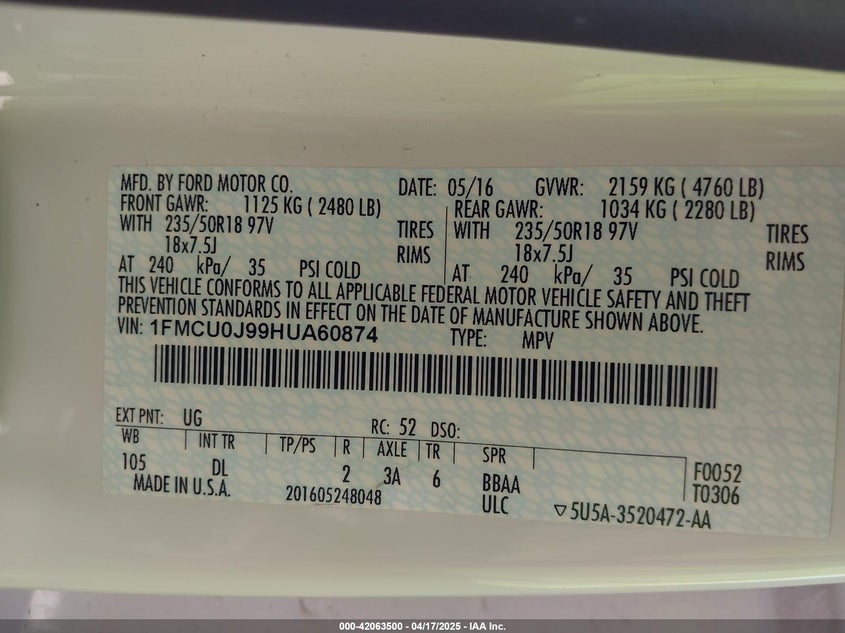 MFD. BY FORD MOTOR CO. DATE: 05/16 GVWR: 2159 KG ( 4760 LB)
FRONT GAWR: 1125 KG ( 2480 LB) REAR GAWR: 1034 KG ( 2280 LB)
WITH 235/50R18 97V TIRES WITH 235/50R18 97V TIRES
18x7.5J RIMS 18x7.5J RIMS
AT 240 kPa/ 35 PSI COLD AT 240 kPa/ 35 PSI COLD
THIS VEHICLE CONFORMS TO ALL APPLICABLE FEDERAL MOTOR VEHICLE SAFETY AND THEFT
PREVENTION STANDARDS IN EFFECT ON THE DATE OF MANUFACTURE SHOWN ABOVE.
VIN: 1FMCU0J99HUA60874 TYPE: MPV
EXT PNT: UG RC: 52 DSO:
WB INT TR TP/PS R AXLE TR SPR
105 DL 2 3A 6 BBAA F0052
MADE IN U.S.A. 201605248048 ULC T0306
▽5U5A-3520472-AA
000-42063500 - 04/17/2025 - IAA Inc.